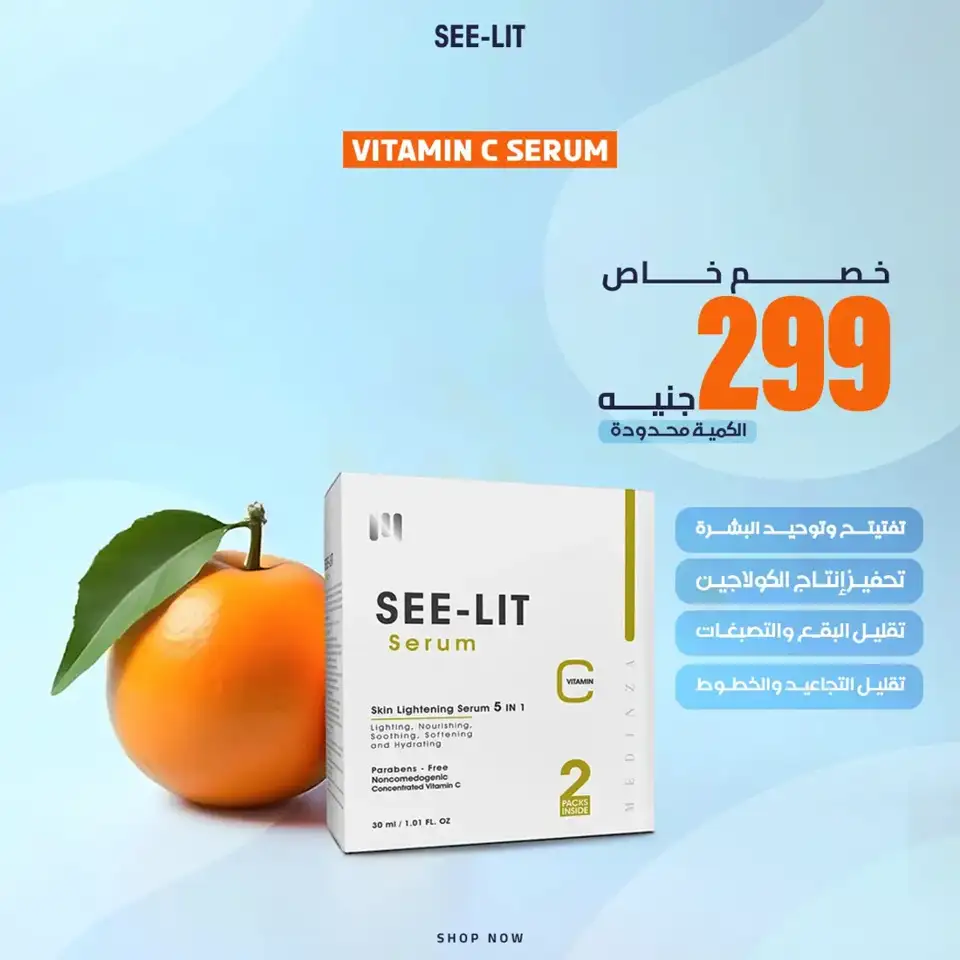 SEE-LIT
VITAMIN C SERUM
خصم خاص
299
جنيه
الكمية محدودة
تفتيتح وتوحيد البشرة
تحفيز إنتاج الكولاجين
تقليل البقع والتصبغات
تقليل التجاعيد والخطوط
SEE-LIT
Serum
C
VITAMIN
Skin Lightening Serum 5 IN 1
Lighting, Nourishing,
Soothing, Softening
and Hydrating
Parabens - Free
Noncomedogenic
Concentrated Vitamin C
30 ml / 1.01 FL. OZ
2
PACKS
INSIDE
MEDINZA
SHOP NOW